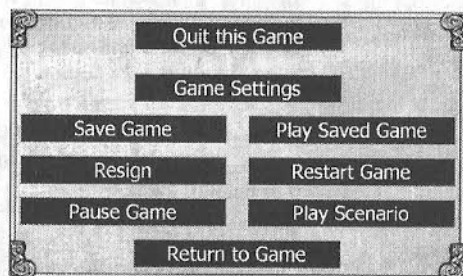 Quit this Game
Game Settings
Save Game
Play Saved Game
Resign
Restart Game
Pause Game
Play Scenario
Return to Game